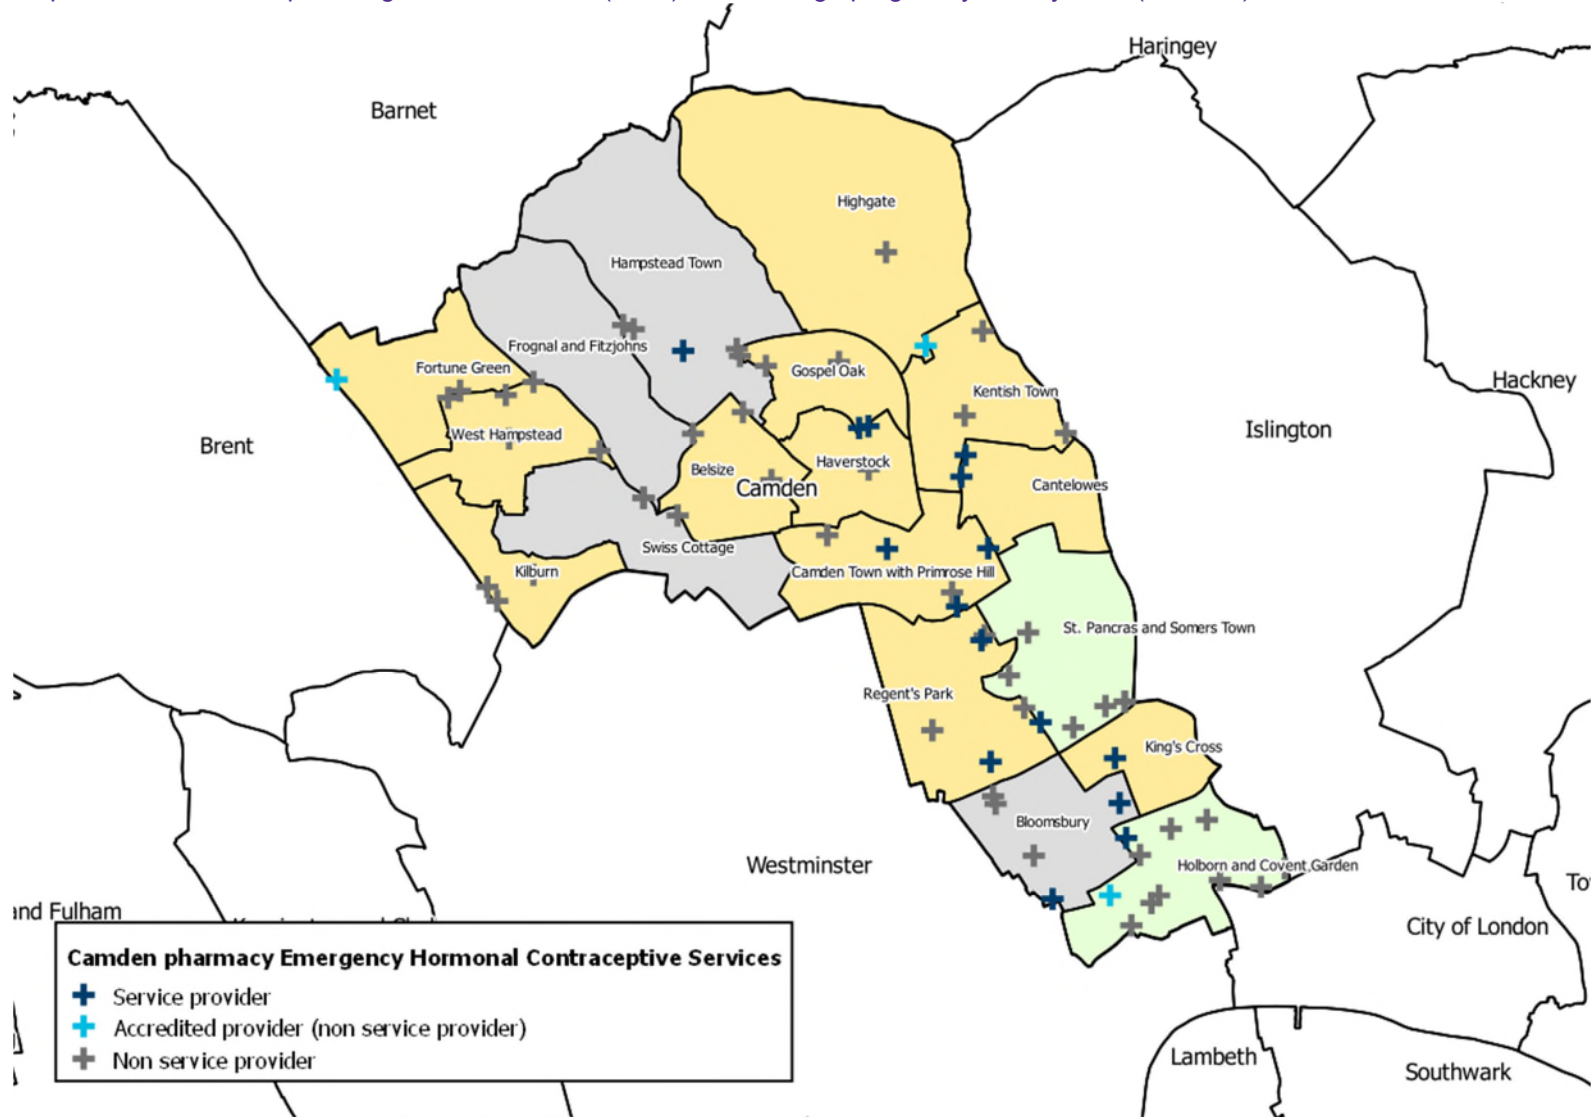 Haringey
Barnet
Highgate
Hampstead Town
Frognal and Fitzjohns
Fortune Green
Gospel Oak
Hackney
Kentish Town
Islington
Brent
West Hampstead
Haverstock
Belsize
Camden
Cantelowes
Swiss Cottage
Kilburn
Camden Town with Primrose Hill
St. Pancras and Somers Town
Regent's Park
King's Cross
Bloomsbury
Westminster
Holborn and Covent Garden
and Fulham
City of London
Camden pharmacy Emergency Hormonal Contraceptive Services
Service provider
Accredited provider (non service provider)
Non service provider
Lambeth
Southwark